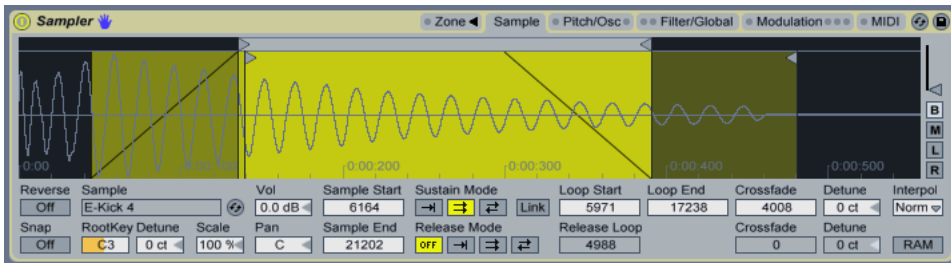 Sampler Zone Sample Pitch/Osc Filter/Global Modulation MIDI
B
M
L
R
0:00 0:00:200 0:00:300 0:00:400 0:00:500
Reverse Sample Vol Sample Start Sustain Mode Loop Start Loop End Crossfade Detune Interpol
Off E-Kick 4 0.0 dB 6164 Link 5971 17238 4008 0 ct Norm
Snap RootKey Detune Scale Pan Sample End Release Mode Release Loop Crossfade Detune
Off C3 0 ct 100 % C 21202 OFF 4988 0 0 ct RAM